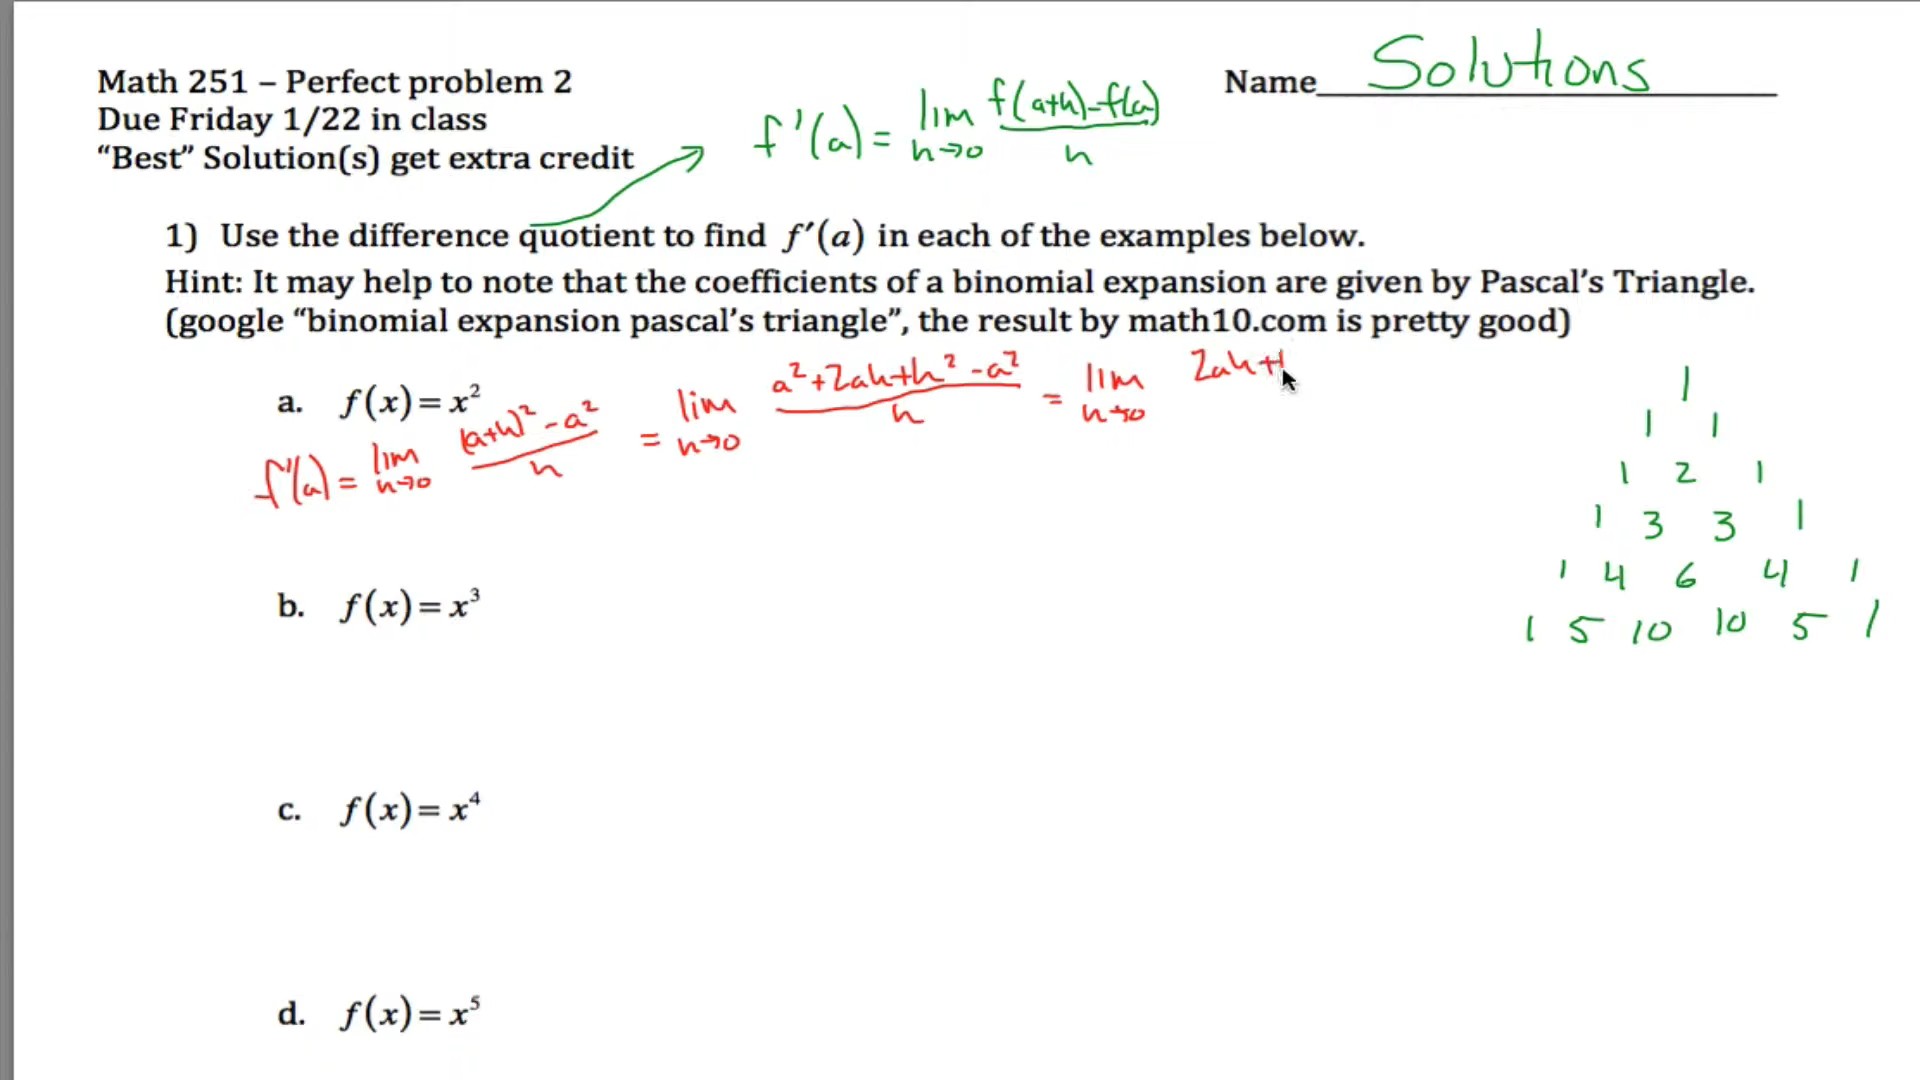 Math 251 – Perfect problem 2
Name Solutions
Due Friday 1/22 in class
“Best” Solution(s) get extra credit
f'(a) = lim h→0 f(a+h)-f(a) / h
1) Use the difference quotient to find f′(a) in each of the examples below.
Hint: It may help to note that the coefficients of a binomial expansion are given by Pascal’s Triangle.
(google “binomial expansion pascal’s triangle”, the result by math10.com is pretty good)
a. f(x)=x²
f'(a) = lim h→0 (a+h)² - a² / h = lim h→0 a² + 2ah + h² - a² / h = lim h→0 2ah +
1
1 1
1 2 1
1 3 3 1
1 4 6 4 1
1 5 10 10 5 1
b. f(x)=x³
c. f(x)=x⁴
d. f(x)=x⁵